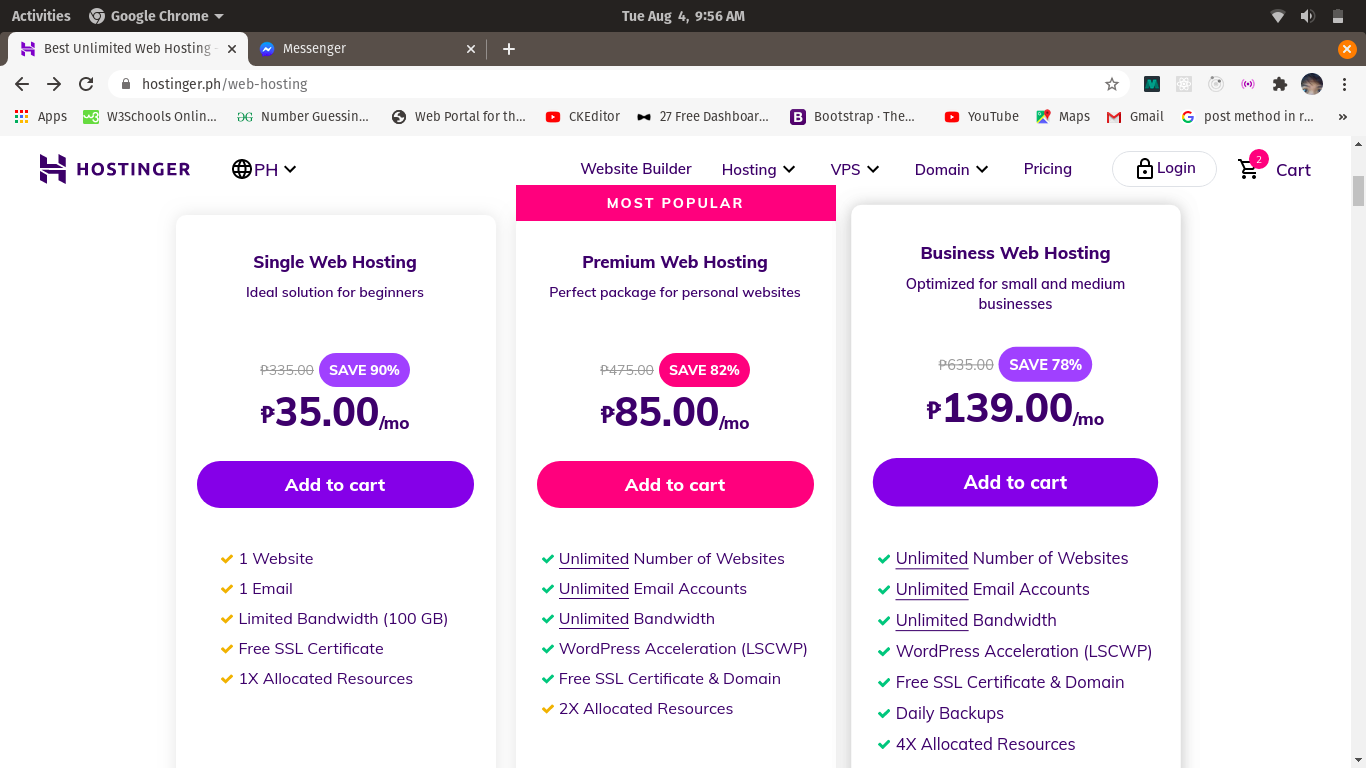 Activities
Google Chrome
Tue Aug 4, 9:56 AM
Best Unlimited Web Hosting -
Messenger
hostinger.ph/web-hosting
Apps
W3Schools Onlin...
Number Guessin...
Web Portal for th...
CKEditor
27 Free Dashboar...
Bootstrap · The...
YouTube
Maps
Gmail
post method in r...
»
HOSTINGER
PH
Website Builder
Hosting
VPS
Domain
Pricing
Login
2
Cart
MOST POPULAR
Single Web Hosting
Ideal solution for beginners
₱335.00 SAVE 90%
₱35.00/mo
Add to cart
1 Website
1 Email
Limited Bandwidth (100 GB)
Free SSL Certificate
1X Allocated Resources
Premium Web Hosting
Perfect package for personal websites
₱475.00 SAVE 82%
₱85.00/mo
Add to cart
Unlimited Number of Websites
Unlimited Email Accounts
Unlimited Bandwidth
WordPress Acceleration (LSCWP)
Free SSL Certificate & Domain
2X Allocated Resources
Business Web Hosting
Optimized for small and medium
businesses
₱635.00 SAVE 78%
₱139.00/mo
Add to cart
Unlimited Number of Websites
Unlimited Email Accounts
Unlimited Bandwidth
WordPress Acceleration (LSCWP)
Free SSL Certificate & Domain
Daily Backups
4X Allocated Resources